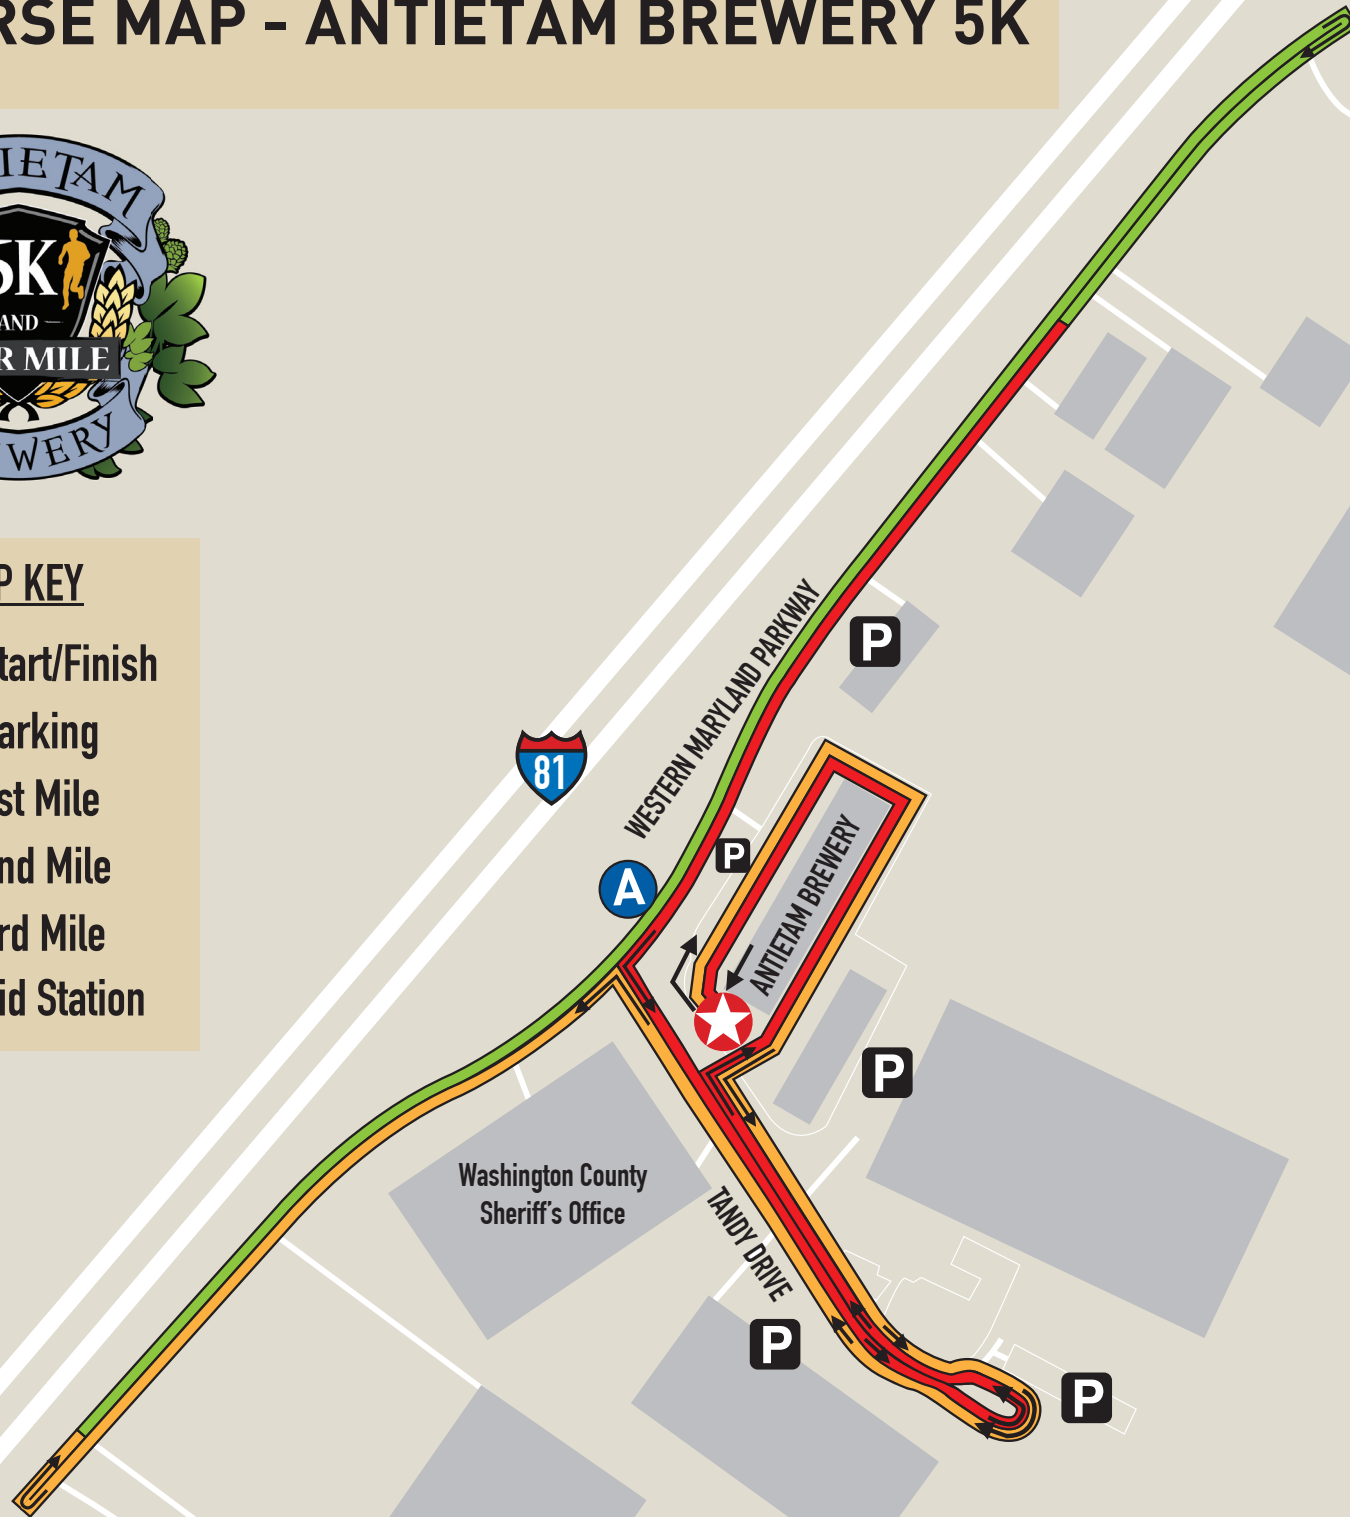 RSE MAP - ANTIETAM BREWERY 5K
IETAM
5K
AND
R MILE
WERY
P KEY
tart/Finish
arking
st Mile
nd Mile
rd Mile
id Station
81
WESTERN MARYLAND PARKWAY
P
A
P
ANTIETAM BREWERY
P
Washington County
Sheriff's Office
TANDY DRIVE
P
P